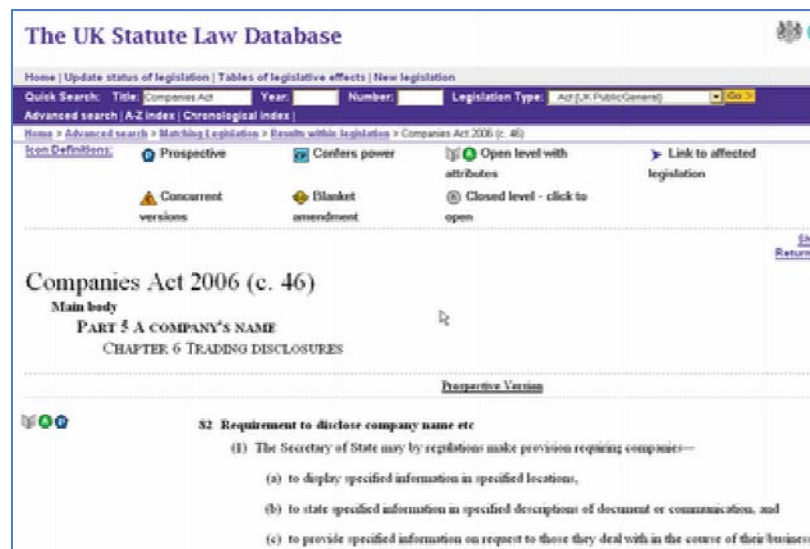 The UK Statute Law Database
Home | Update status of legislation | Tables of legislative effects | New legislation
Quick Search: Title: Companies Act Year: Number: Legislation Type: Act (UK Public General) Go >
Advanced search | A-Z index | Chronological index |
Home > Advanced search > Matching Legislation > Results within legislation > Companies Act 2006 (c. 46)
Icon Definitions: Prospective Confers power Open level with attributes Link to affected legislation
Concurrent versions Blanket amendment Closed level - click to open
Return
Companies Act 2006 (c. 46)
Main body
PART 5 A COMPANY'S NAME
CHAPTER 6 TRADING DISCLOSURES
Prospective Version
82 Requirement to disclose company name etc
(1) The Secretary of State may by regulations make provision requiring companies—
(a) to display specified information in specified locations,
(b) to state specified information in specified descriptions of document or communication, and
(c) to provide specified information on request to those they deal with in the course of their busines